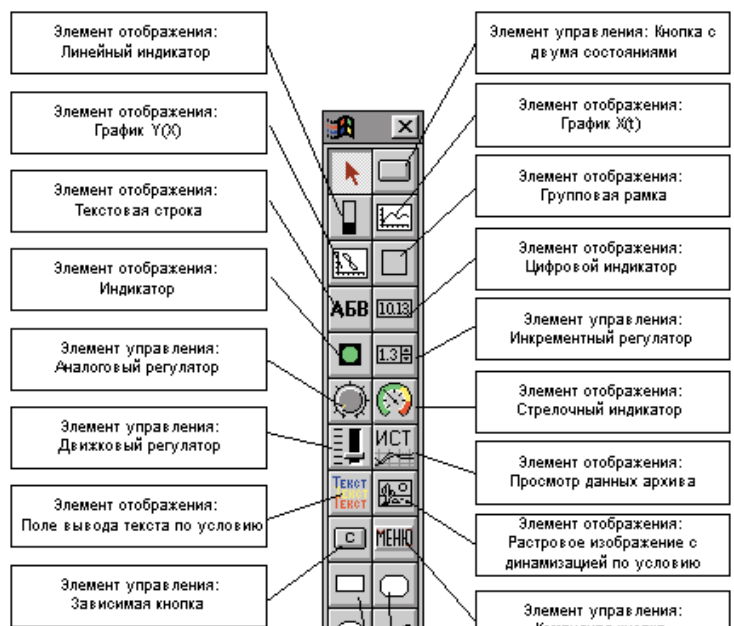 Элемент отображения:
Линейный индикатор
Элемент отображения:
График Y(X)
Элемент отображения:
Текстовая строка
Элемент отображения:
Индикатор
Элемент управления:
Аналоговый регулятор
Элемент управления:
Движковый регулятор
Элемент отображения:
Поле вывода текста по условию
Элемент управления:
Зависимая кнопка
АБВ
10.13
1.3
ИСТ
ТЕКСТ
ТЕКСТ
ТЕКСТ
С
МЕНЮ
Элемент управления: Кнопка с
двумя состояниями
Элемент отображения:
График X(t)
Элемент отображения:
Групповая рамка
Элемент отображения:
Цифровой индикатор
Элемент управления:
Инкрементный регулятор
Элемент отображения:
Стрелочный индикатор
Элемент отображения:
Просмотр данных архива
Элемент отображения:
Растровое изображение с
динамизацией по условию
Элемент управления: